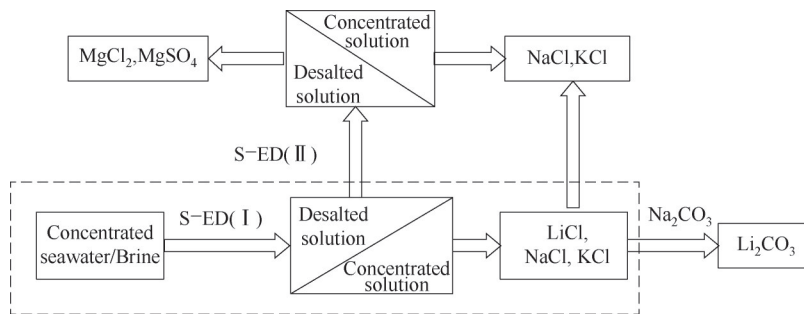 Concentrated
solution
MgCl₂,MgSO₄
Desalted
solution
NaCl,KCl
S-ED(Ⅱ)
S-ED(Ⅰ)
Concentrated
seawater/Brine
Desalted
solution
Concentrated
solution
LiCl,
NaCl, KCl
Na₂CO₃
Li₂CO₃